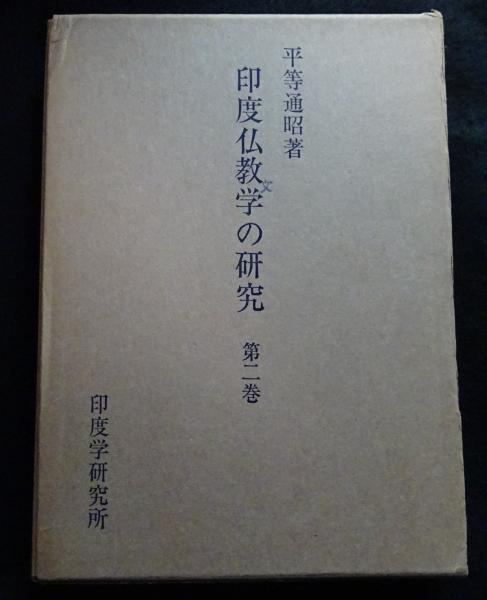 平等通昭著
印度仏教学の研究 第二巻
文
印度学研究所